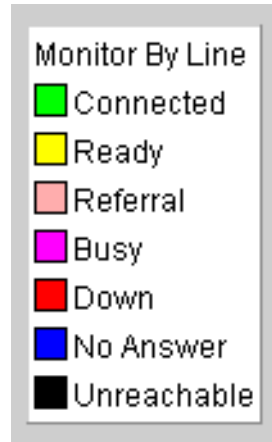 Monitor By Line
Connected
Ready
Referral
Busy
Down
No Answer
Unreachable